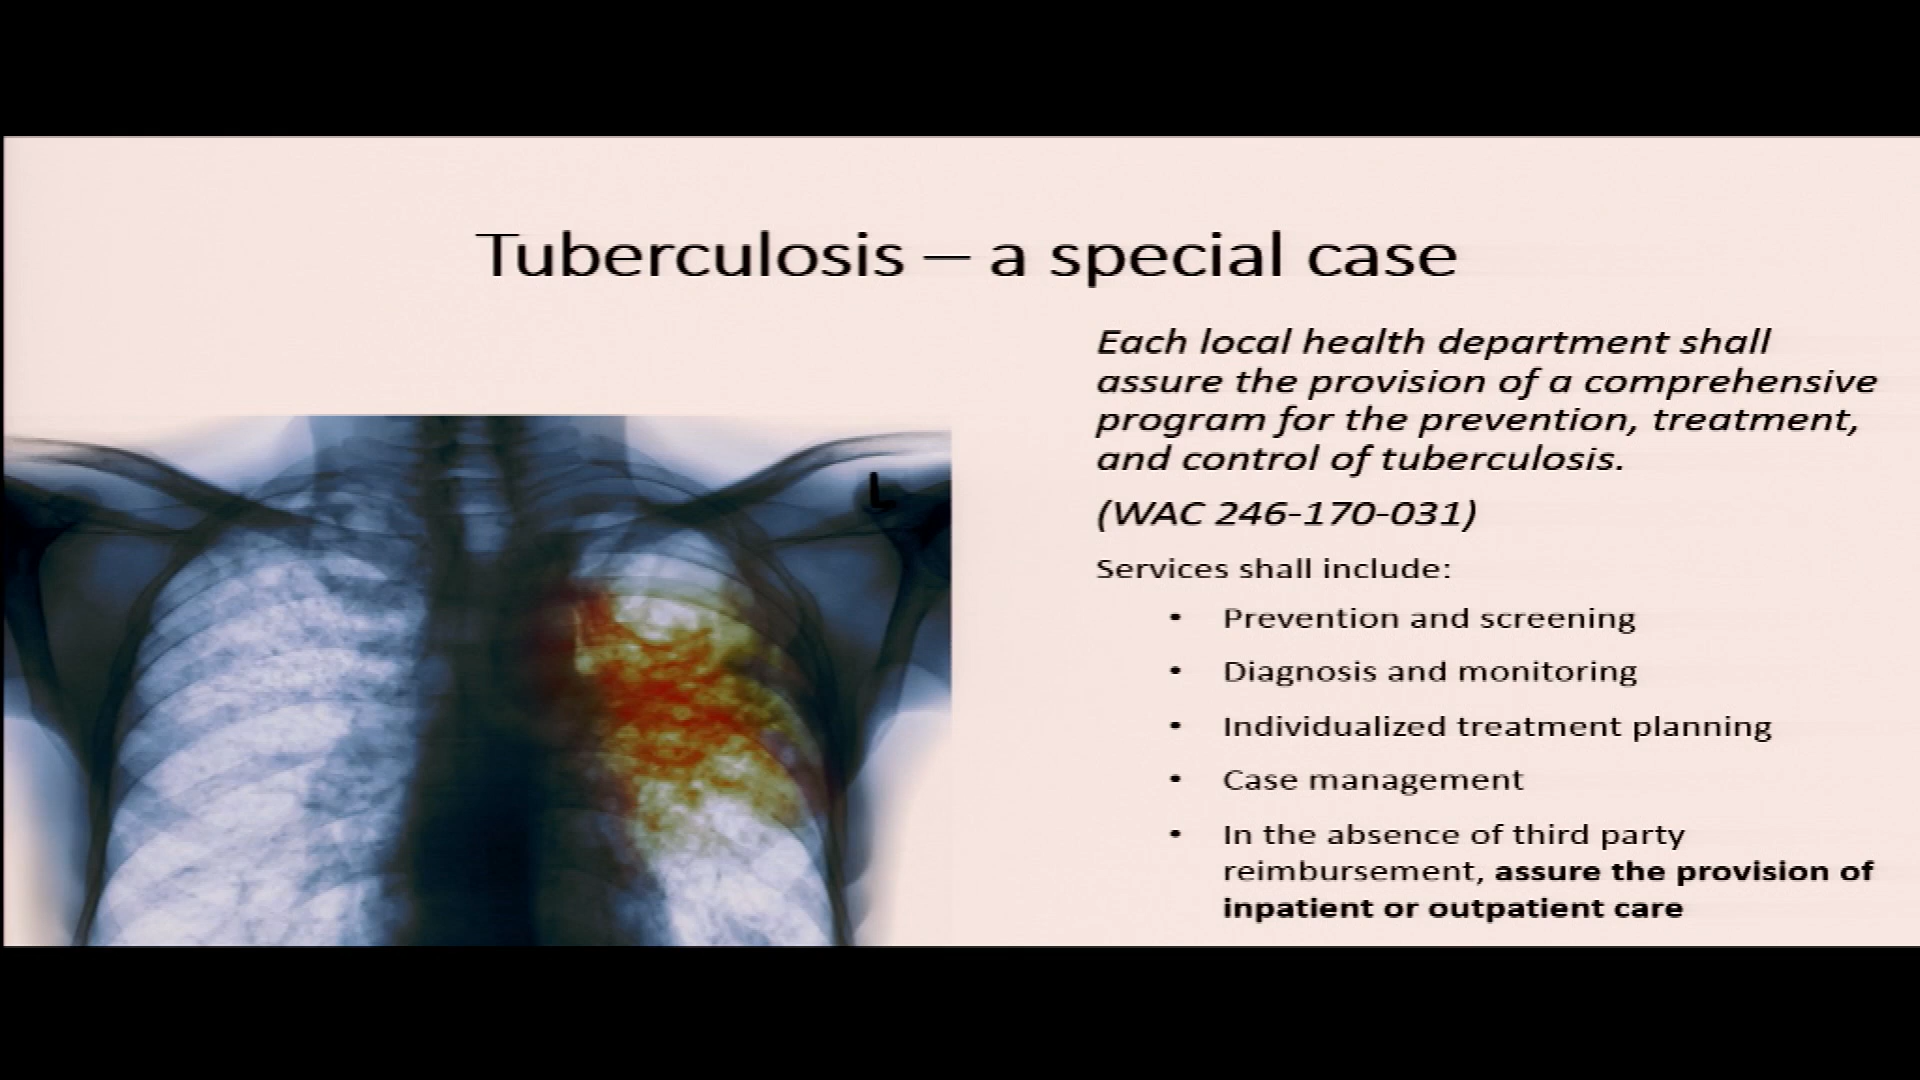 Tuberculosis – a special case
Each local health department shall
assure the provision of a comprehensive
program for the prevention, treatment,
and control of tuberculosis.
(WAC 246-170-031)
Services shall include:
• Prevention and screening
• Diagnosis and monitoring
• Individualized treatment planning
• Case management
• In the absence of third party
reimbursement, assure the provision of
inpatient or outpatient care
L